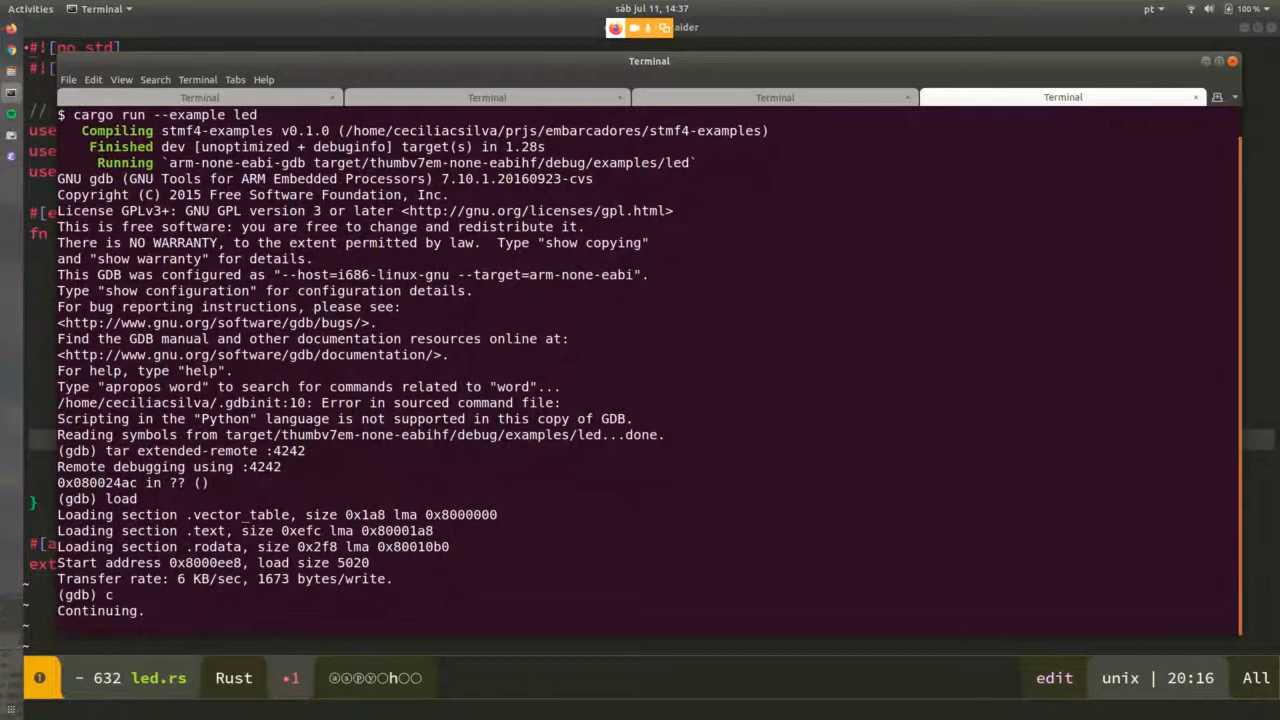 Activities Terminal sáb jul 11, 14:37 pt 100 %
aider
#![no_std]
Terminal
#![
File Edit View Search Terminal Tabs Help
Terminal × Terminal × Terminal × Terminal ×
//
use
use
use
#[e
fn
}
#[a
ext
~
~
~
~
$ cargo run --example led
Compiling stmf4-examples v0.1.0 (/home/ceciliacsilva/prjs/embarcadores/stmf4-examples)
Finished dev [unoptimized + debuginfo] target(s) in 1.28s
Running `arm-none-eabi-gdb target/thumbv7em-none-eabihf/debug/examples/led`
GNU gdb (GNU Tools for ARM Embedded Processors) 7.10.1.20160923-cvs
Copyright (C) 2015 Free Software Foundation, Inc.
License GPLv3+: GNU GPL version 3 or later <http://gnu.org/licenses/gpl.html>
This is free software: you are free to change and redistribute it.
There is NO WARRANTY, to the extent permitted by law.  Type "show copying"
and "show warranty" for details.
This GDB was configured as "--host=i686-linux-gnu --target=arm-none-eabi".
Type "show configuration" for configuration details.
For bug reporting instructions, please see:
<http://www.gnu.org/software/gdb/bugs/>.
Find the GDB manual and other documentation resources online at:
<http://www.gnu.org/software/gdb/documentation/>.
For help, type "help".
Type "apropos word" to search for commands related to "word"...
/home/ceciliacsilva/.gdbinit:10: Error in sourced command file:
Scripting in the "Python" language is not supported in this copy of GDB.
Reading symbols from target/thumbv7em-none-eabihf/debug/examples/led...done.
(gdb) tar extended-remote :4242
Remote debugging using :4242
0x080024ac in ?? ()
(gdb) load
Loading section .vector_table, size 0x1a8 lma 0x8000000
Loading section .text, size 0xefc lma 0x80001a8
Loading section .rodata, size 0x2f8 lma 0x80010b0
Start address 0x8000ee8, load size 5020
Transfer rate: 6 KB/sec, 1673 bytes/write.
(gdb) c
Continuing.
❶ - 632 led.rs Rust •1 ⓐⓢⓟⓨ○h○○ edit unix | 20:16 All